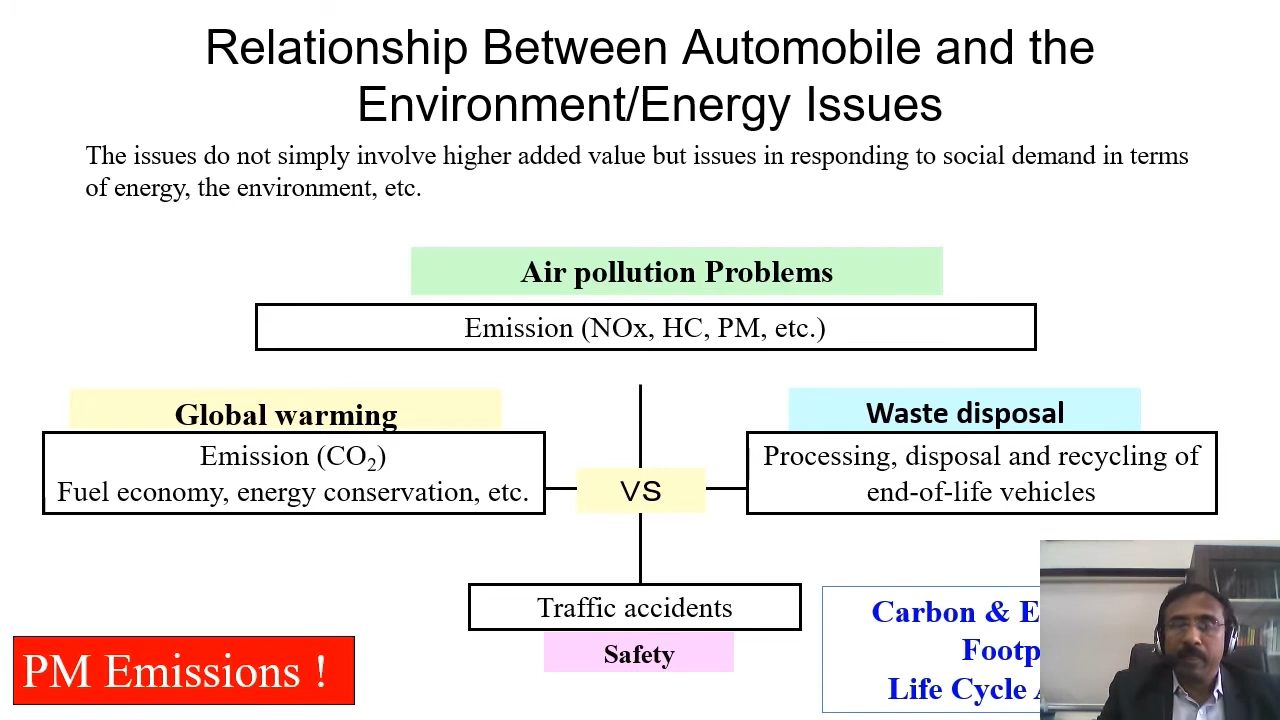 Relationship Between Automobile and the
Environment/Energy Issues
The issues do not simply involve higher added value but issues in responding to social demand in terms
of energy, the environment, etc.
Air pollution Problems
Emission (NOx, HC, PM, etc.)
Global warming
Emission (CO₂)
Fuel economy, energy conservation, etc.
VS
Waste disposal
Processing, disposal and recycling of
end-of-life vehicles
Traffic accidents
Safety
PM Emissions !
Carbon &
Life Cycle